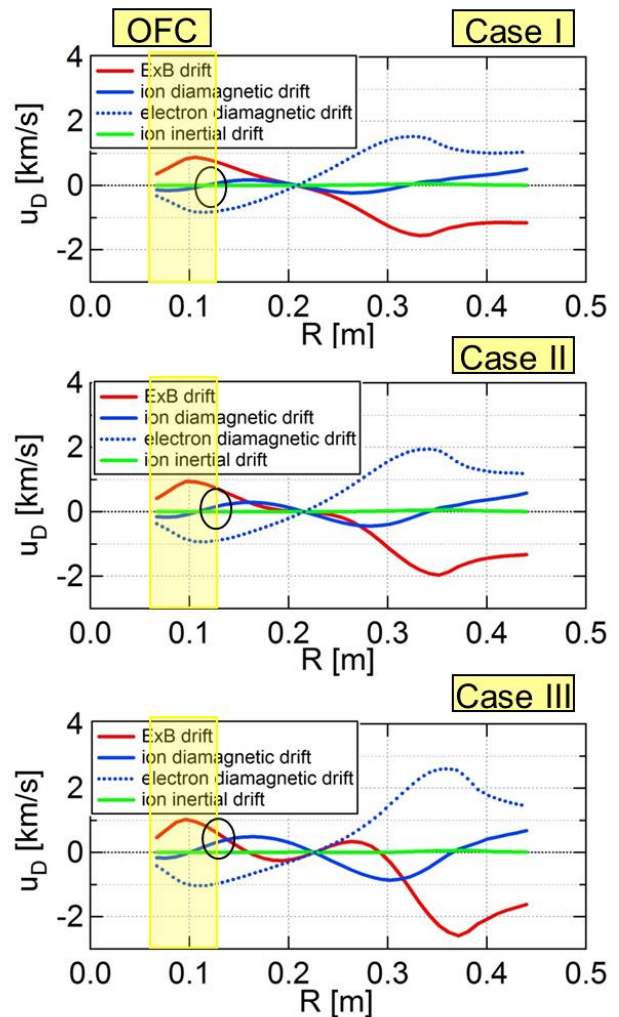 OFC
Case I
4
ExB drift
ion diamagnetic drift
electron diamagnetic drift
ion inertial drift
2
0
-2
u_D [km/s]
0.0 0.1 0.2 0.3 0.4 0.5
R [m]
Case II
4
ExB drift
ion diamagnetic drift
electron diamagnetic drift
ion inertial drift
2
0
-2
u_D [km/s]
0.0 0.1 0.2 0.3 0.4 0.5
R [m]
Case III
4
ExB drift
ion diamagnetic drift
electron diamagnetic drift
ion inertial drift
2
0
-2
u_D [km/s]
0.0 0.1 0.2 0.3 0.4 0.5
R [m]